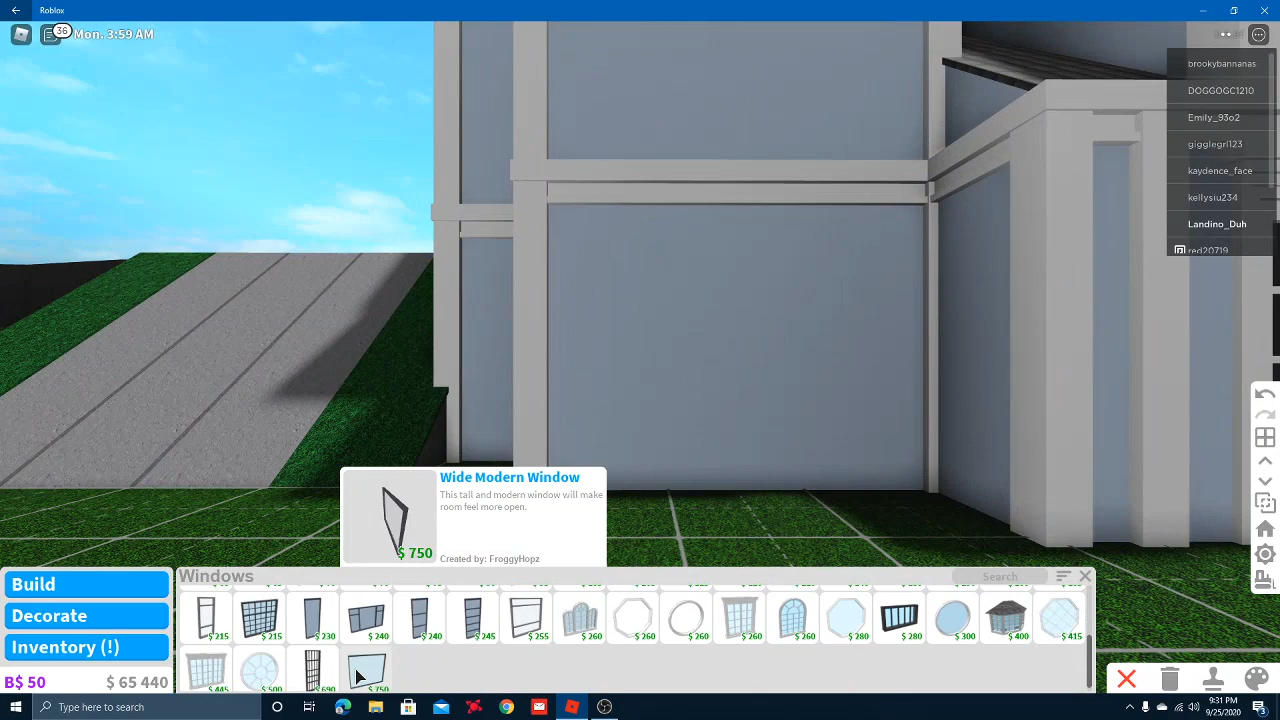 Roblox
36
Mon. 3:59 AM
brookybannanas
DOGGOGC1210
Emily_93o2
gigglegrl123
kaydence_face
kellysiu234
Landino_Duh
red20719
Wide Modern Window
This tall and modern window will make
room feel more open.
$ 750
Created by: FroggyHopz
Build
Decorate
Inventory (!)
B$ 50
$ 65 440
Windows
Search
$ 215
$ 215
$ 230
$ 240
$ 240
$ 245
$ 255
$ 260
$ 260
$ 260
$ 260
$ 260
$ 280
$ 280
$ 300
$ 400
$ 415
$ 445
$ 500
$ 690
$ 750
Type here to search
9:31 PM
9/25/2020
3